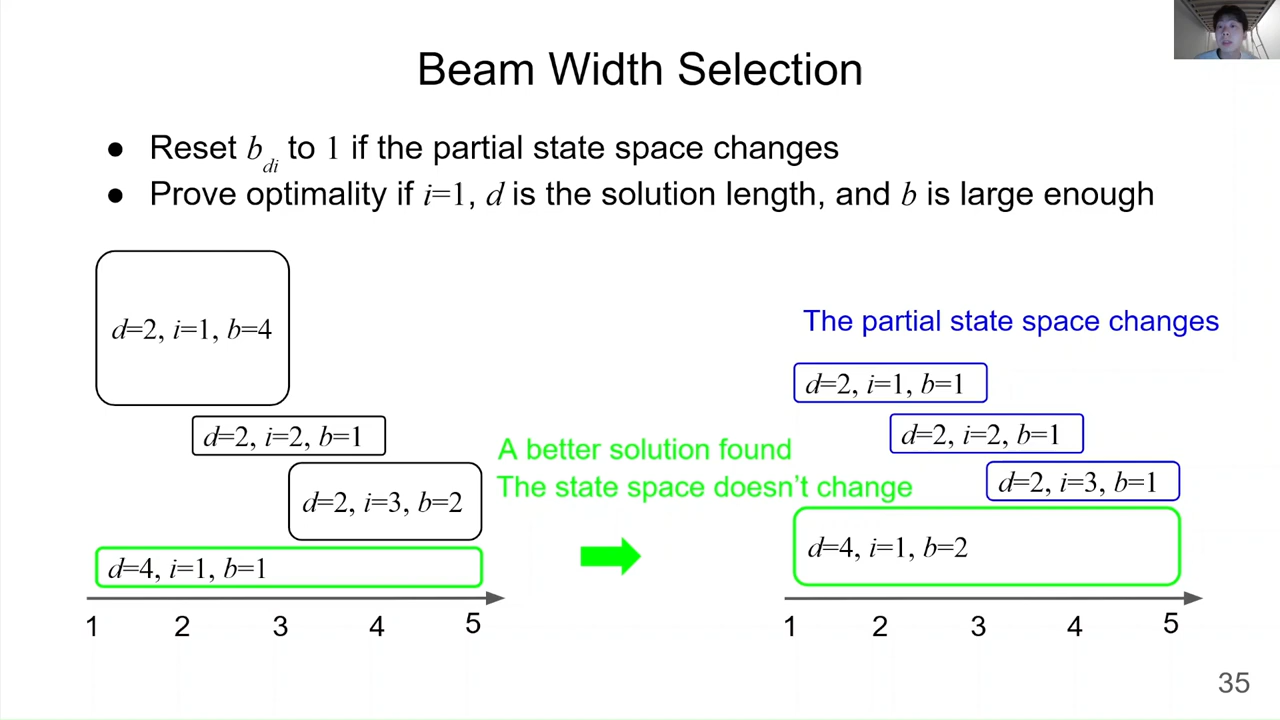 Beam Width Selection
● Reset b_di to 1 if the partial state space changes
● Prove optimality if i=1, d is the solution length, and b is large enough
d=2, i=1, b=4
d=2, i=2, b=1
d=2, i=3, b=2
d=4, i=1, b=1
1 2 3 4 5
A better solution found
The state space doesn't change
The partial state space changes
d=2, i=1, b=1
d=2, i=2, b=1
d=2, i=3, b=1
d=4, i=1, b=2
1 2 3 4 5
35